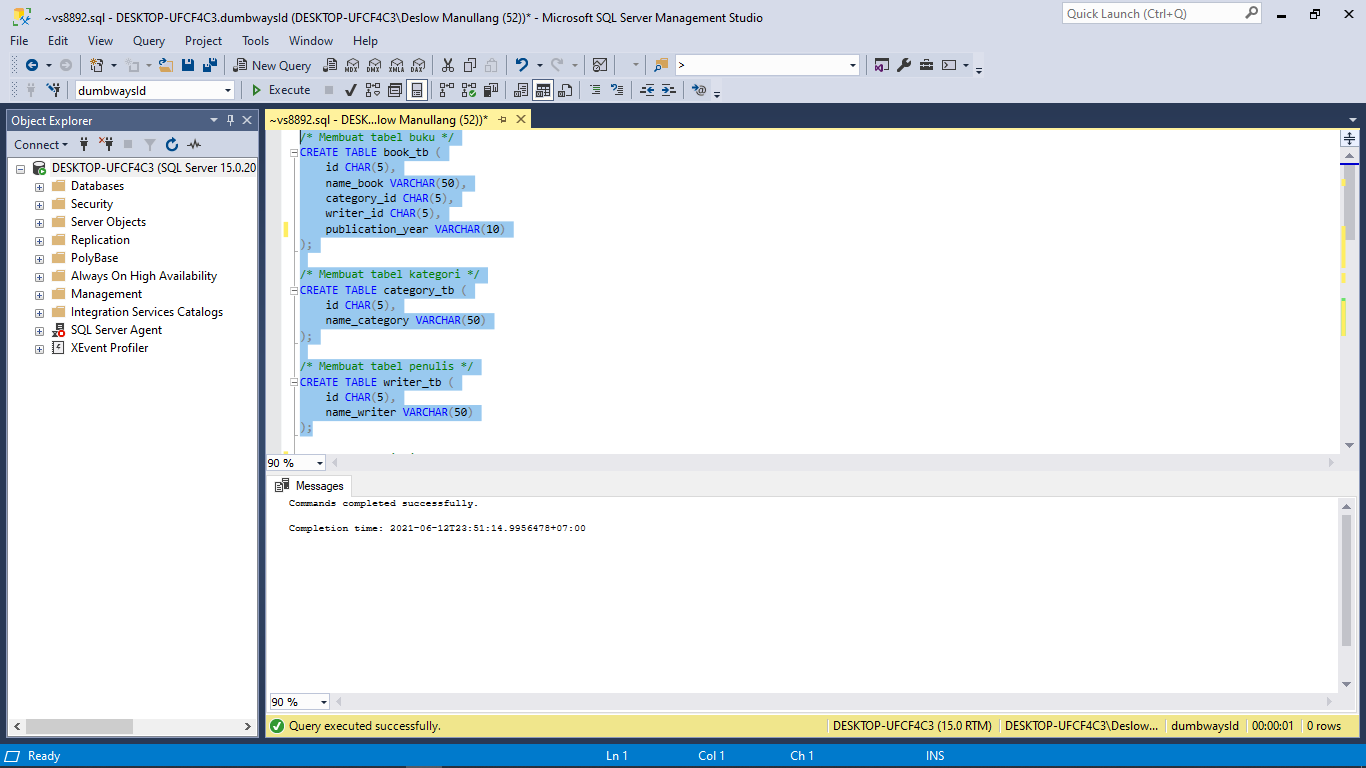 ~vs8892.sql - DESKTOP-UFCF4C3.dumbwaysld (DESKTOP-UFCF4C3\Deslow Manullang (52))* - Microsoft SQL Server Management Studio
Quick Launch (Ctrl+Q)
File Edit View Query Project Tools Window Help
New Query MDX DMX XMLA DAX >
dumbwaysld Execute
Object Explorer
Connect
DESKTOP-UFCF4C3 (SQL Server 15.0.20
Databases
Security
Server Objects
Replication
PolyBase
Always On High Availability
Management
Integration Services Catalogs
SQL Server Agent
XEvent Profiler
~vs8892.sql - DESK...low Manullang (52))*
/* Membuat tabel buku */
CREATE TABLE book_tb (
id CHAR(5),
name_book VARCHAR(50),
category_id CHAR(5),
writer_id CHAR(5),
publication_year VARCHAR(10)
);
/* Membuat tabel kategori */
CREATE TABLE category_tb (
id CHAR(5),
name_category VARCHAR(50)
);
/* Membuat tabel penulis */
CREATE TABLE writer_tb (
id CHAR(5),
name_writer VARCHAR(50)
);
90 %
Messages
Commands completed successfully.
Completion time: 2021-06-12T23:51:14.9956478+07:00
90 %
Query executed successfully. DESKTOP-UFCF4C3 (15.0 RTM) DESKTOP-UFCF4C3\Deslow... dumbwaysld 00:00:01 0 rows
Ready Ln 1 Col 1 Ch 1 INS